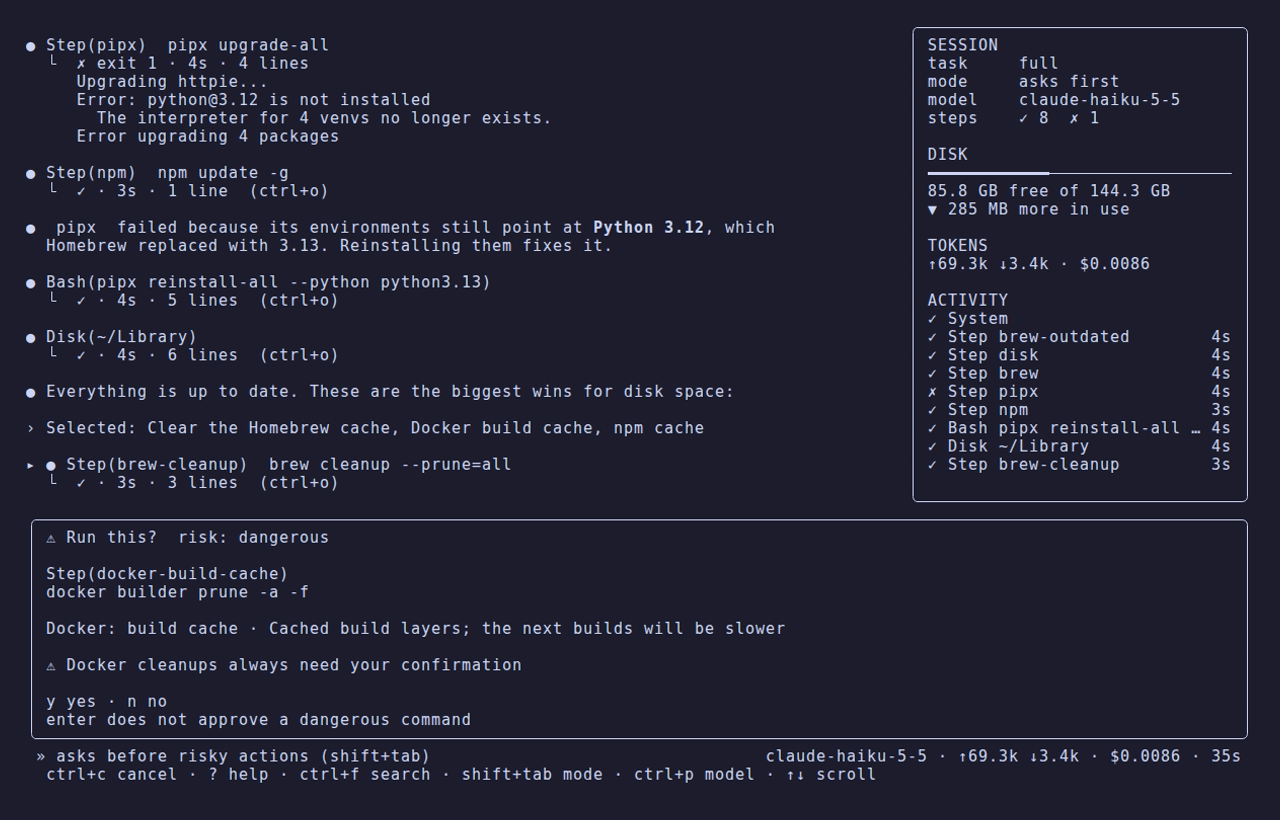 ● Step(pipx)  pipx upgrade-all
└  ✗ exit 1 · 4s · 4 lines
Upgrading httpie...
Error: python@3.12 is not installed
The interpreter for 4 venvs no longer exists.
Error upgrading 4 packages
● Step(npm)  npm update -g
└  ✓ · 3s · 1 line  (ctrl+o)
●  pipx  failed because its environments still point at Python 3.12, which
Homebrew replaced with 3.13. Reinstalling them fixes it.
● Bash(pipx reinstall-all --python python3.13)
└  ✓ · 4s · 5 lines  (ctrl+o)
● Disk(~/Library)
└  ✓ · 4s · 6 lines  (ctrl+o)
● Everything is up to date. These are the biggest wins for disk space:
› Selected: Clear the Homebrew cache, Docker build cache, npm cache
▸ ● Step(brew-cleanup)  brew cleanup --prune=all
└  ✓ · 3s · 3 lines  (ctrl+o)
SESSION
task     full
mode     asks first
model    claude-haiku-5-5
steps    ✓ 8  ✗ 1
DISK
85.8 GB free of 144.3 GB
▼ 285 MB more in use
TOKENS
↑69.3k ↓3.4k · $0.0086
ACTIVITY
✓ System
✓ Step brew-outdated        4s
✓ Step disk                 4s
✓ Step brew                 4s
✗ Step pipx                 4s
✓ Step npm                  3s
✓ Bash pipx reinstall-all … 4s
✓ Disk ~/Library            4s
✓ Step brew-cleanup         3s
⚠ Run this?  risk: dangerous
Step(docker-build-cache)
docker builder prune -a -f
Docker: build cache · Cached build layers; the next builds will be slower
⚠ Docker cleanups always need your confirmation
y yes · n no
enter does not approve a dangerous command
» asks before risky actions (shift+tab)
claude-haiku-5-5 · ↑69.3k ↓3.4k · $0.0086 · 35s
ctrl+c cancel · ? help · ctrl+f search · shift+tab mode · ctrl+p model · ↑↓ scroll